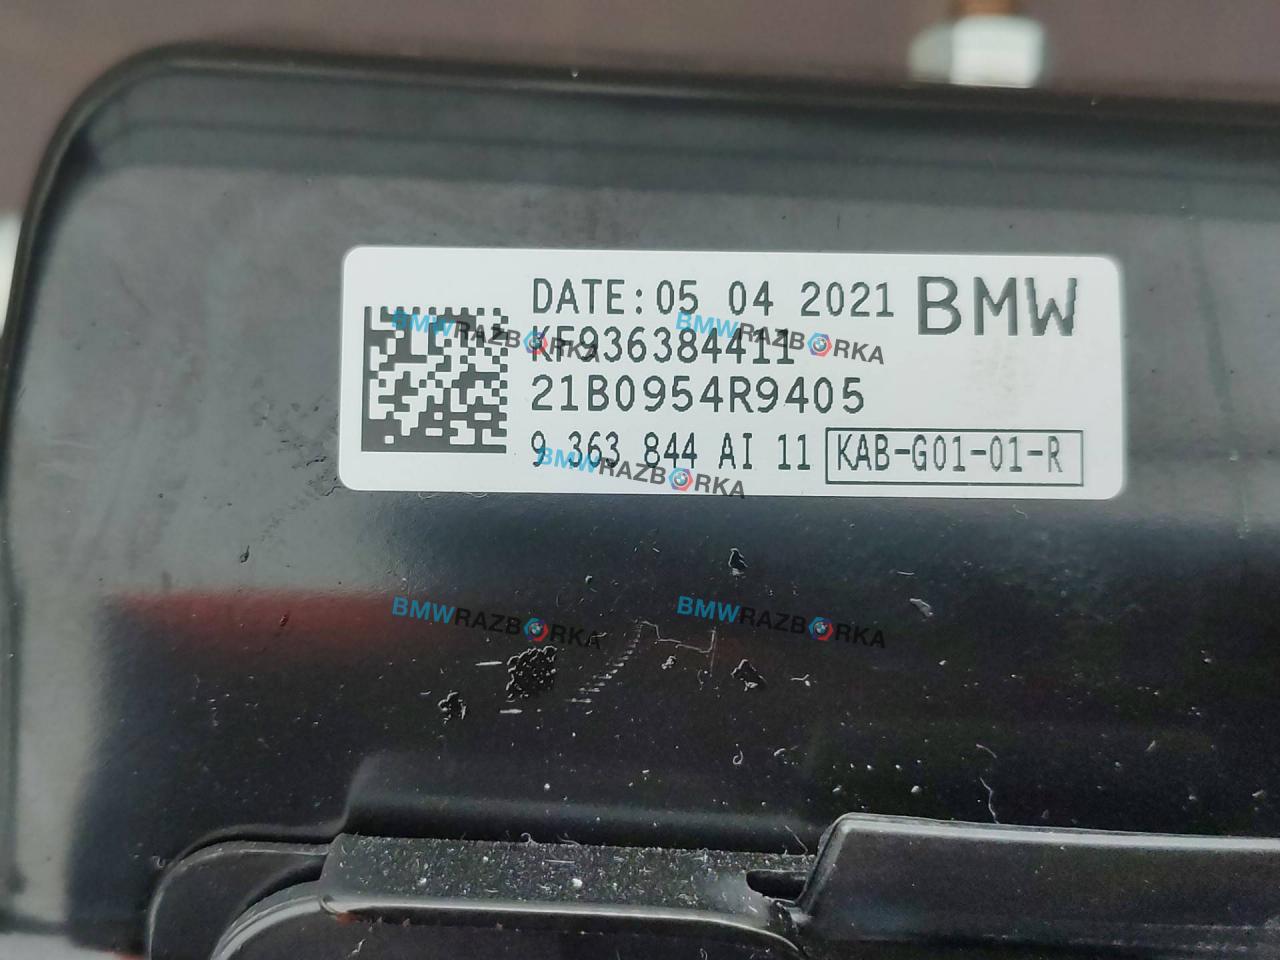 DATE:05 04 2021 BMW
KF936384411
21B0954R9405
9 363 844 AI 11 KAB-G01-01-R
BMWRAZBORKA
BMWRAZBORKA
BMWRAZBORKA
BMWRAZBORKA
BMWRAZBORKA